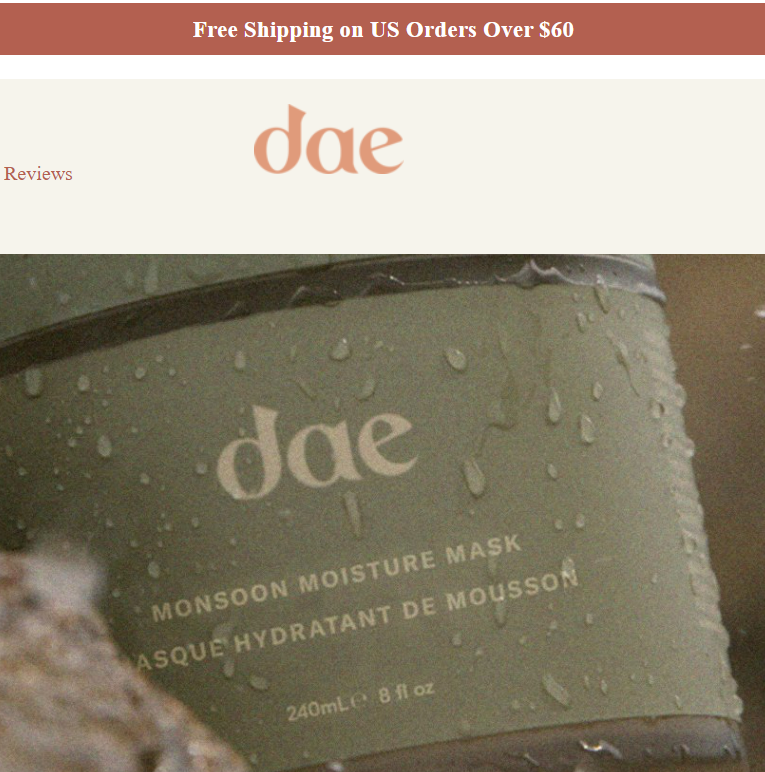 Free Shipping on US Orders Over $60
dae
Reviews
dae
MONSOON MOISTURE MASK
ASQUE HYDRATANT DE MOUSSON
240mL℮ 8 fl oz